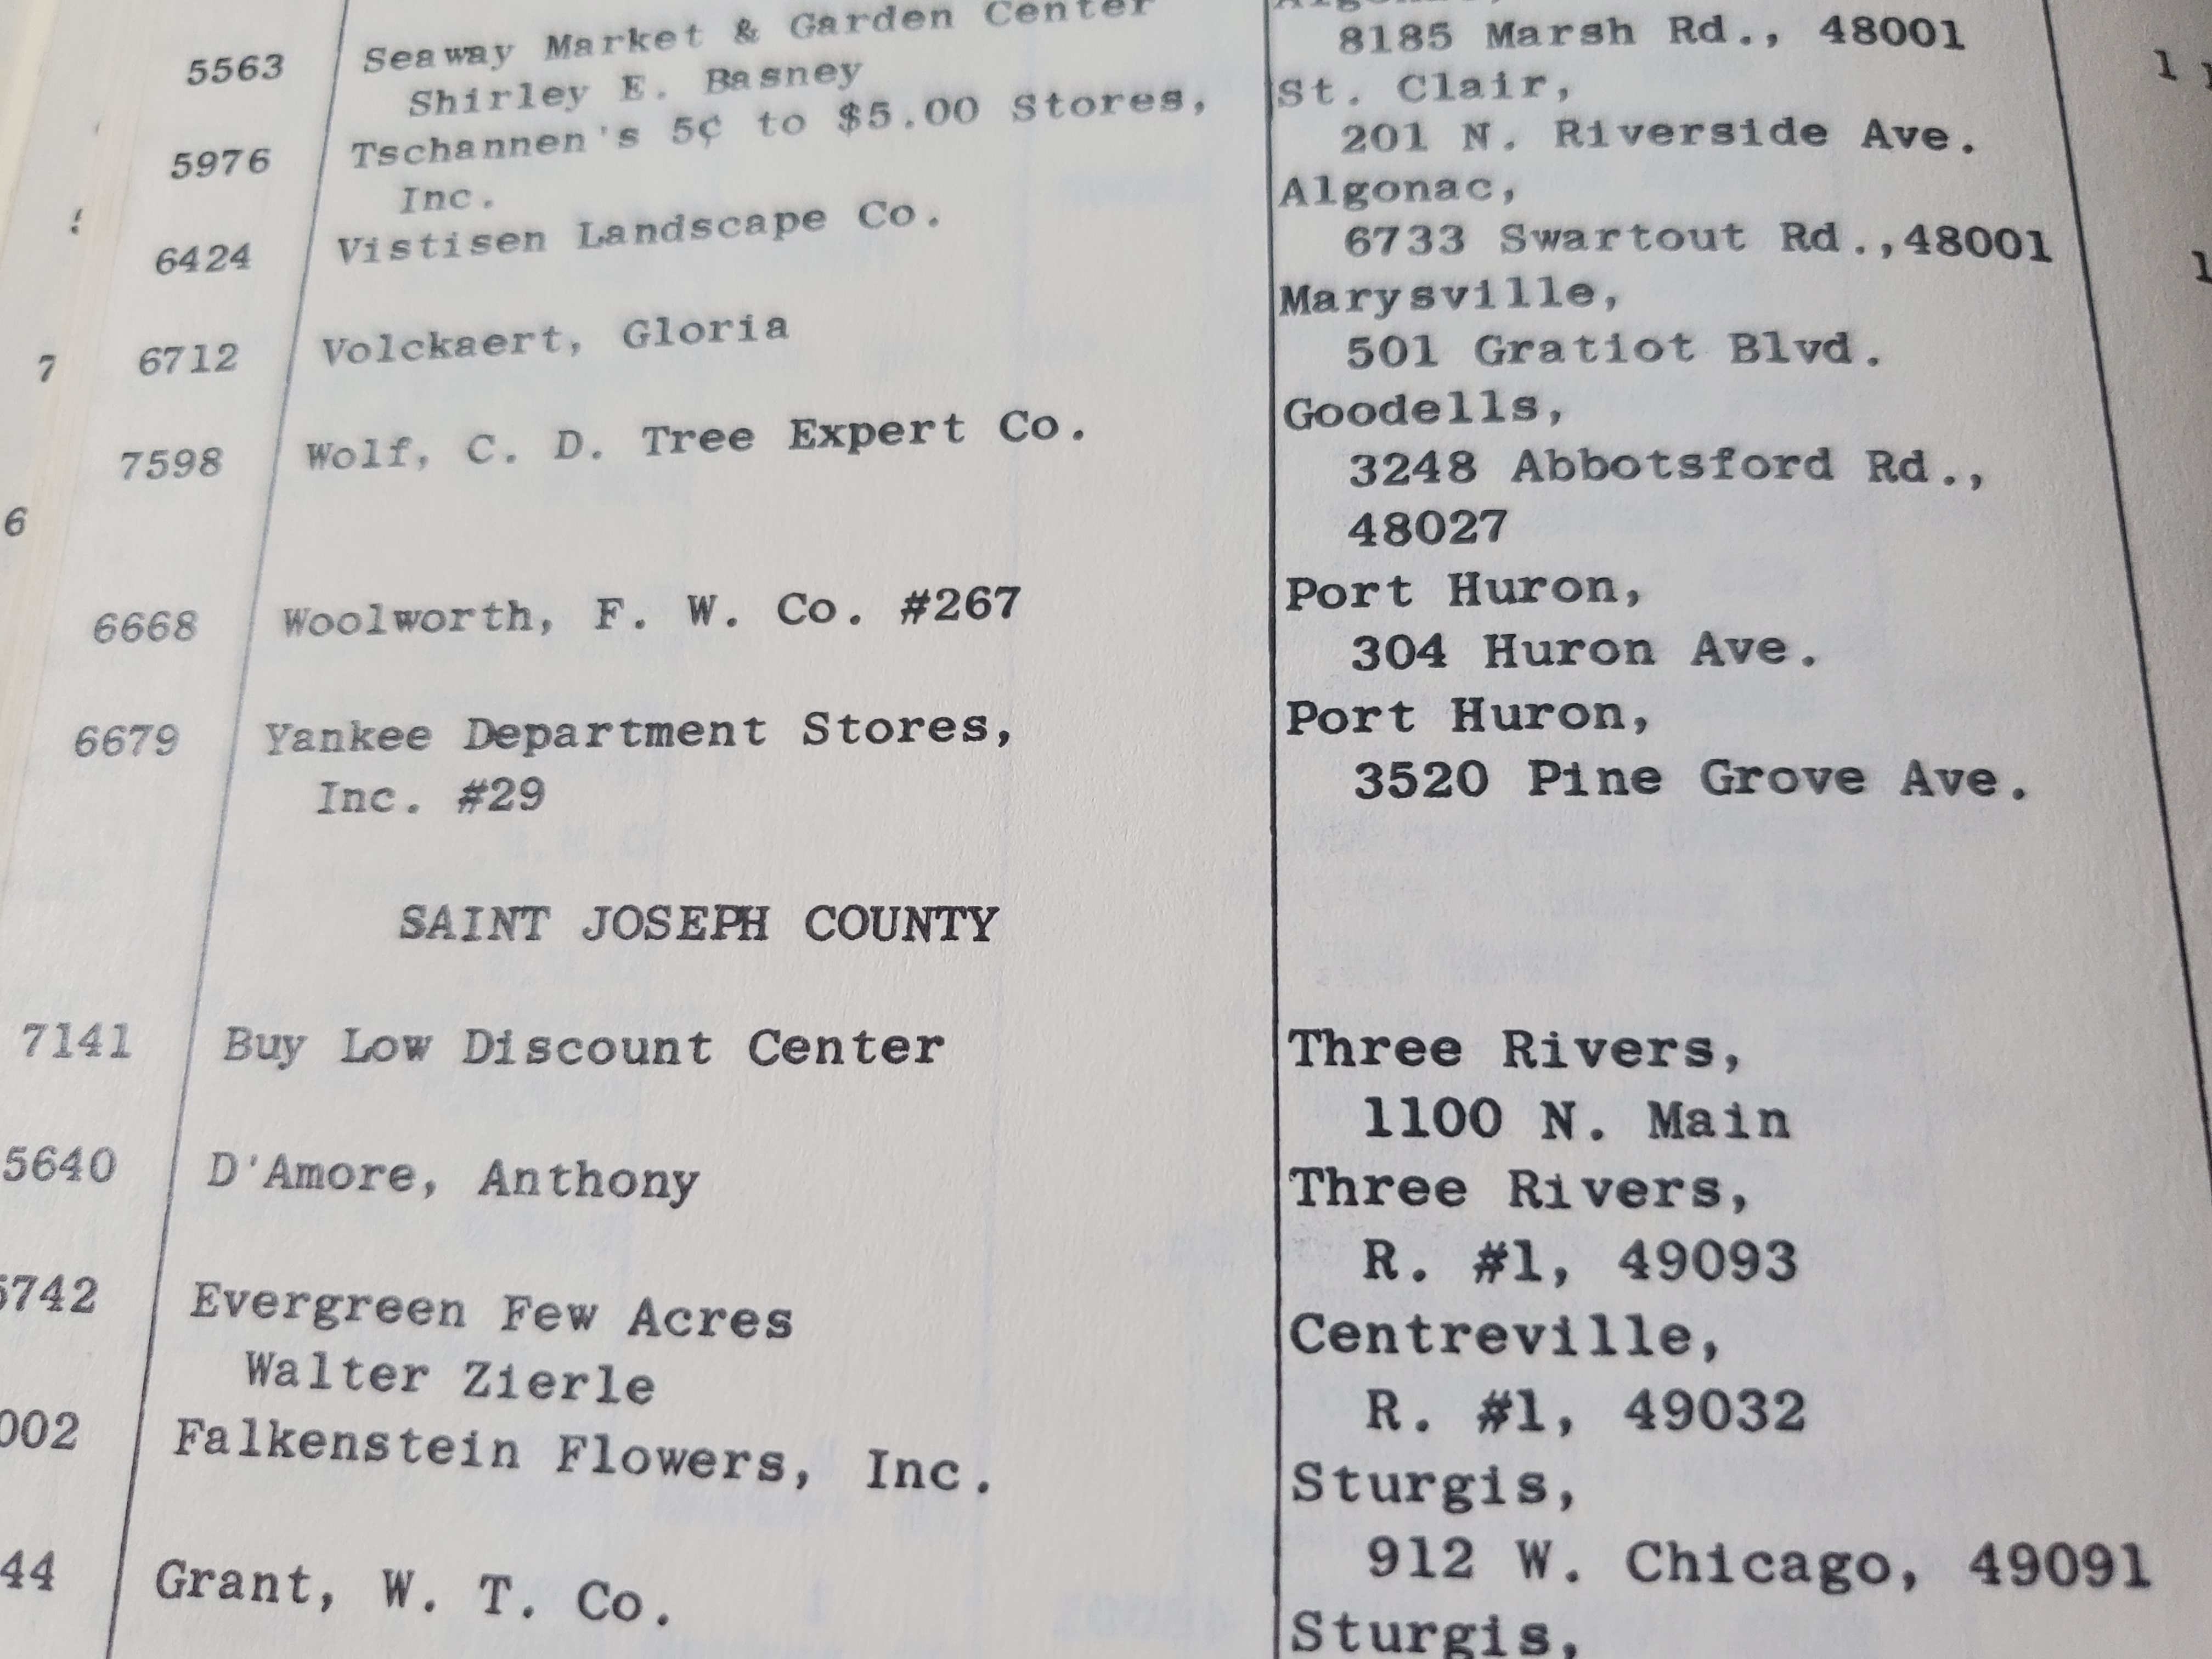 5563 Seaway Market & Garden Center
8185 Marsh Rd., 48001
Shirley E. Basney
5976 Tschannen's 5¢ to $5.00 Stores, St. Clair,
Inc. 201 N. Riverside Ave.
6424 Vistisen Landscape Co. Algonac,
6733 Swartout Rd.,48001
6712 Volckaert, Gloria Marysville,
501 Gratiot Blvd.
7598 Wolf, C. D. Tree Expert Co. Goodells,
3248 Abbotsford Rd.,
48027
6668 Woolworth, F. W. Co. #267 Port Huron,
304 Huron Ave.
6679 Yankee Department Stores, Port Huron,
Inc. #29 3520 Pine Grove Ave.
SAINT JOSEPH COUNTY
7141 Buy Low Discount Center Three Rivers,
1100 N. Main
5640 D'Amore, Anthony Three Rivers,
R. #1, 49093
742 Evergreen Few Acres Centreville,
Walter Zierle R. #1, 49032
002 Falkenstein Flowers, Inc. Sturgis,
912 W. Chicago, 49091
44 Grant, W. T. Co. Sturgis,